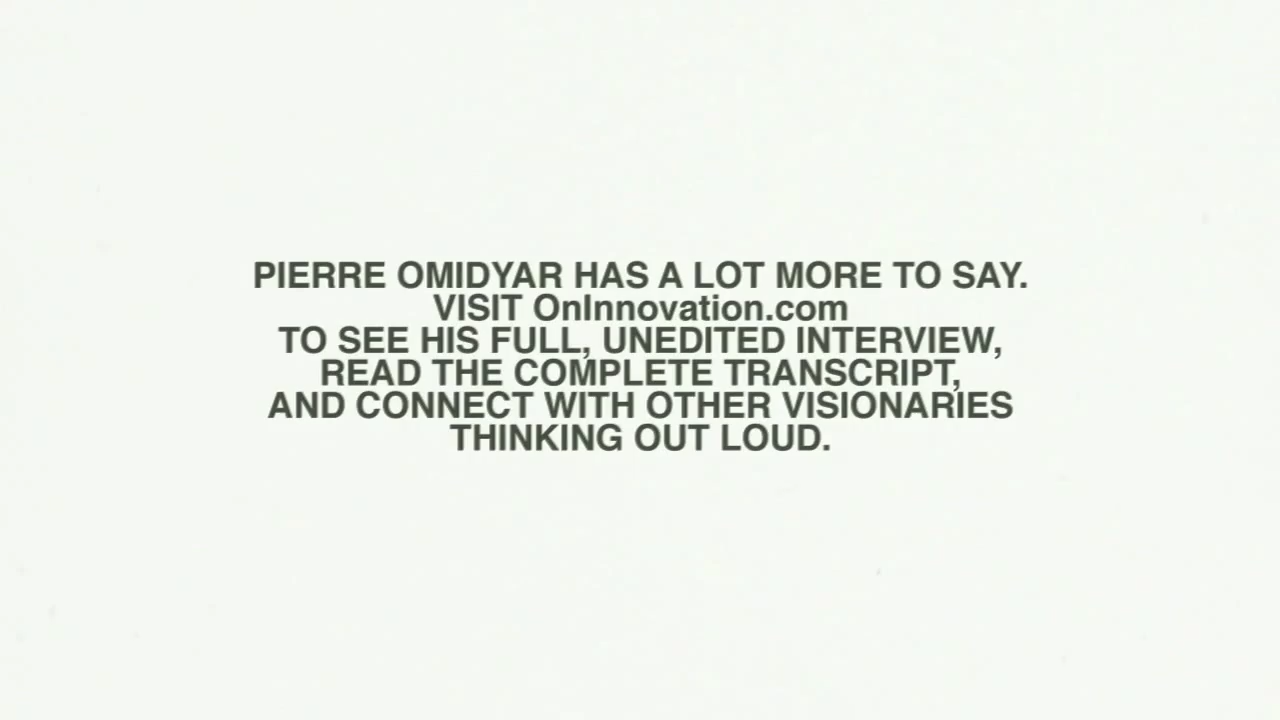 PIERRE OMIDYAR HAS A LOT MORE TO SAY.
VISIT OnInnovation.com
TO SEE HIS FULL, UNEDITED INTERVIEW,
READ THE COMPLETE TRANSCRIPT,
AND CONNECT WITH OTHER VISIONARIES
THINKING OUT LOUD.